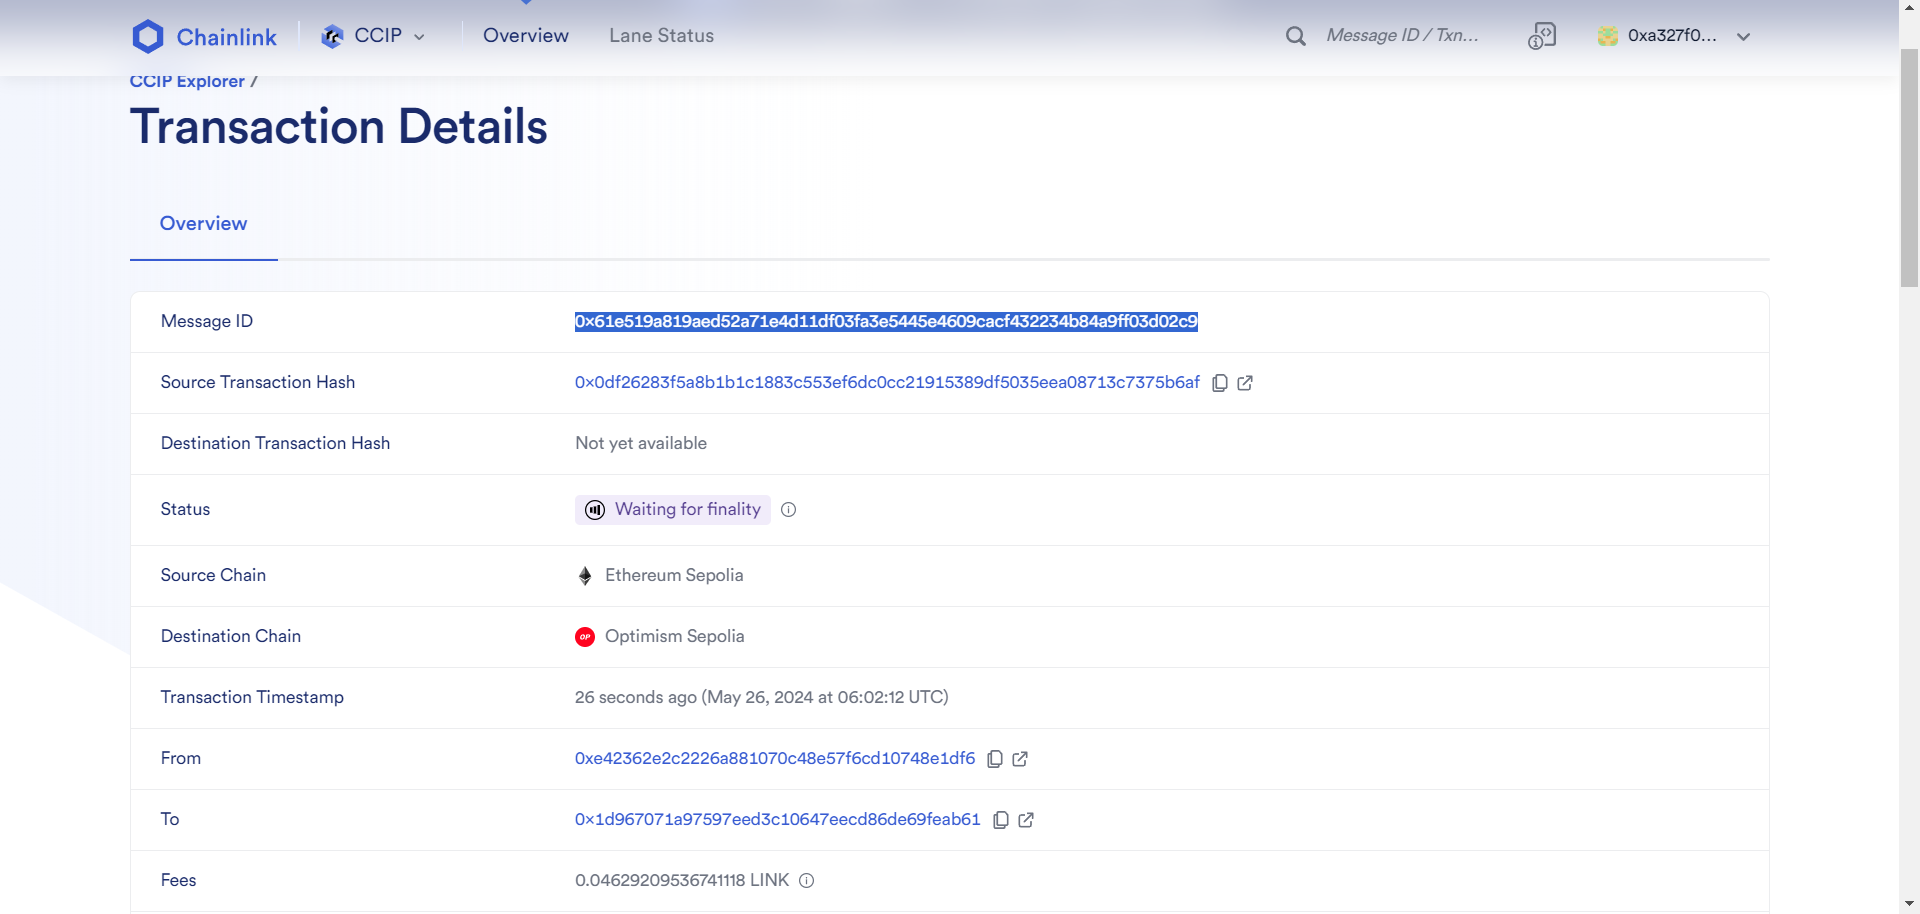 Chainlink CCIP Overview Lane Status Message ID / Txn... 0xa327f0...
CCIP Explorer /
Transaction Details
Overview
Message ID 0x61e519a819aed52a71e4d11df03fa3e5445e4609cacf432234b84a9ff03d02c9
Source Transaction Hash 0x0df26283f5a8b1b1c1883c553ef6dc0cc21915389df5035eea08713c7375b6af
Destination Transaction Hash Not yet available
Status Waiting for finality
Source Chain Ethereum Sepolia
Destination Chain OP Optimism Sepolia
Transaction Timestamp 26 seconds ago (May 26, 2024 at 06:02:12 UTC)
From 0xe42362e2c2226a881070c48e57f6cd10748e1df6
To 0x1d967071a97597eed3c10647eecd86de69feab61
Fees 0.04629209536741118 LINK